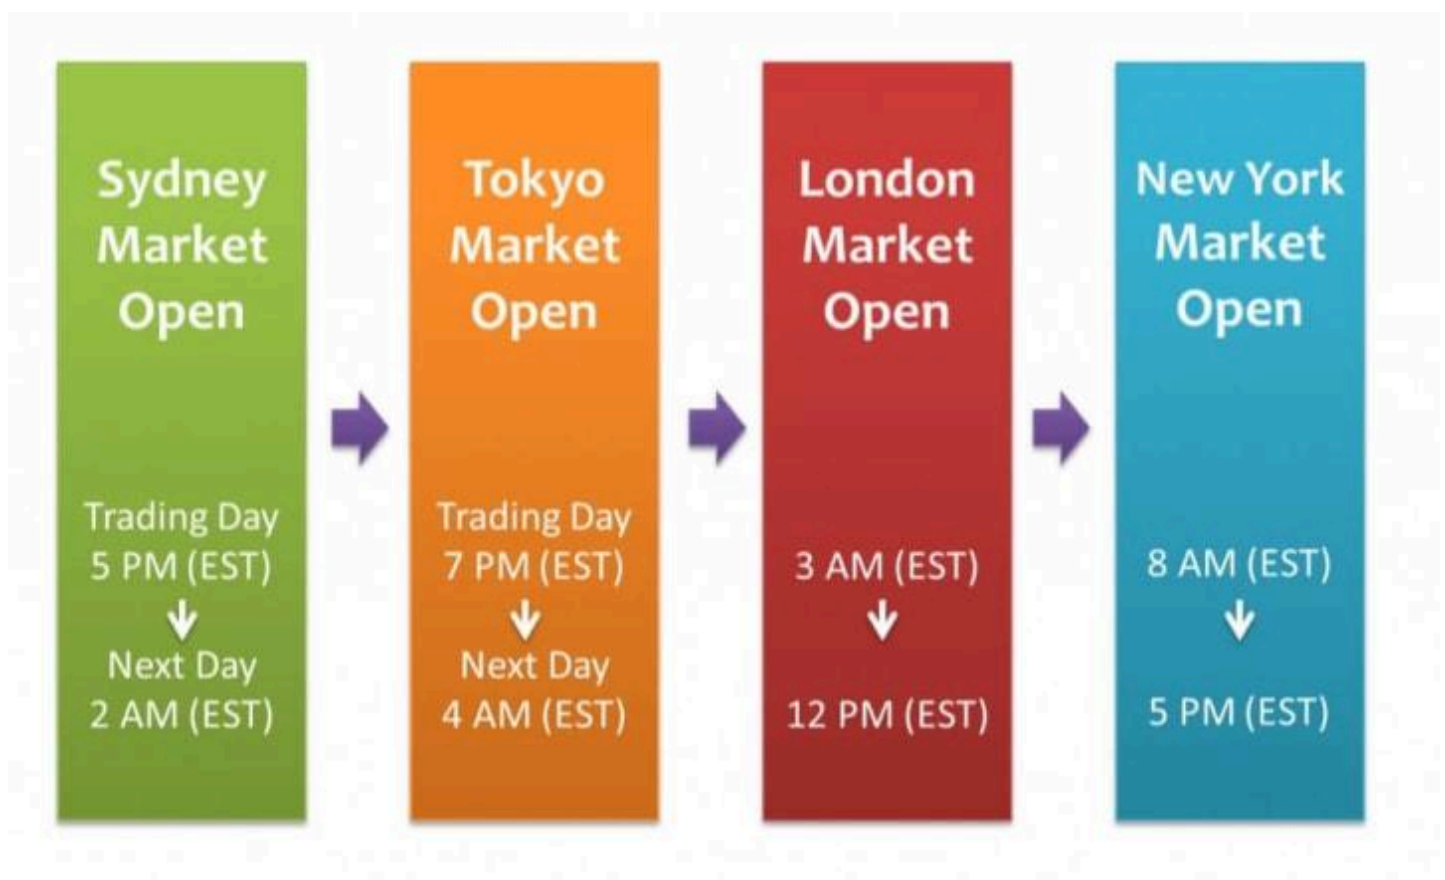 Sydney
Market
Open
Trading Day
5 PM (EST)
Next Day
2 AM (EST)
Tokyo
Market
Open
Trading Day
7 PM (EST)
Next Day
4 AM (EST)
London
Market
Open
3 AM (EST)
12 PM (EST)
New York
Market
Open
8 AM (EST)
5 PM (EST)